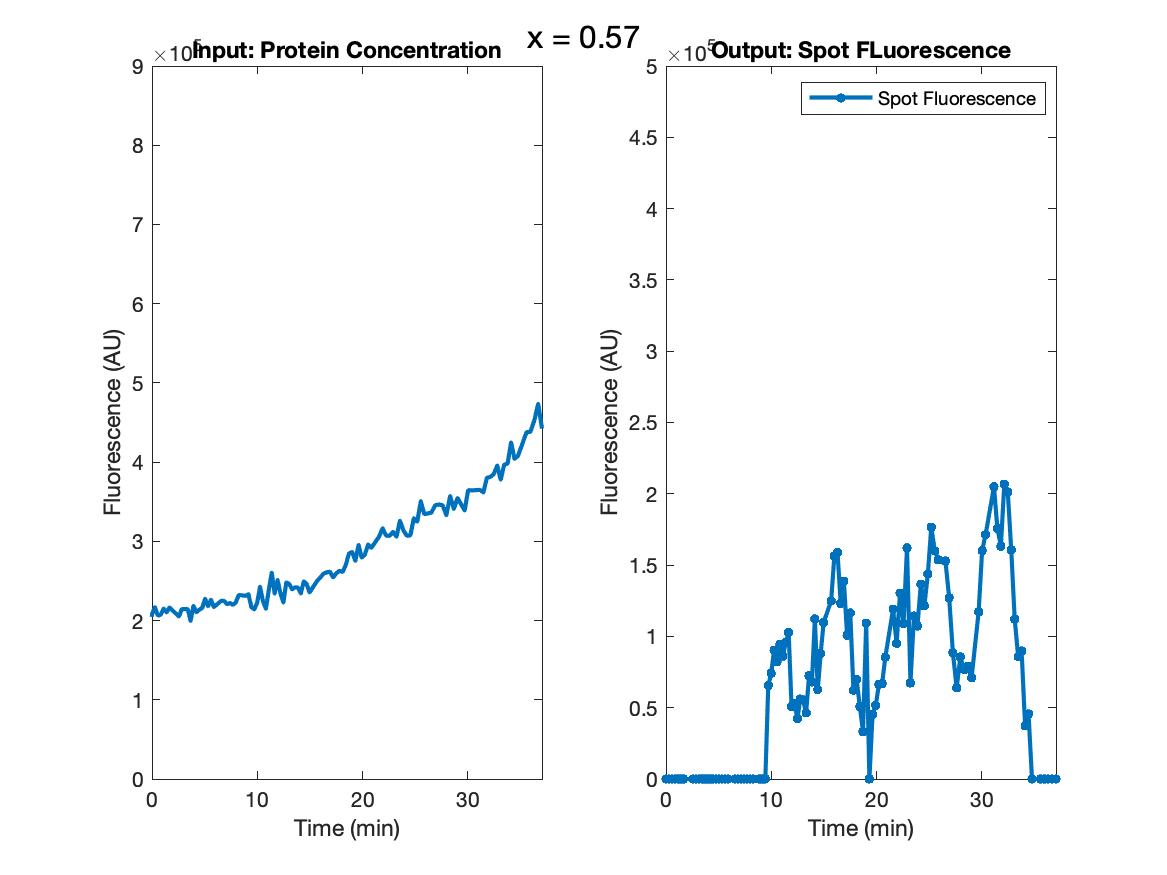 x = 0.57
×10⁵
Input: Protein Concentration
9
8
7
6
5
4
3
2
1
0
0 10 20 30
Fluorescence (AU)
Time (min)
×10⁵
Output: Spot FLuorescence
Spot Fluorescence
5
4.5
4
3.5
3
2.5
2
1.5
1
0.5
0
0 10 20 30
Fluorescence (AU)
Time (min)